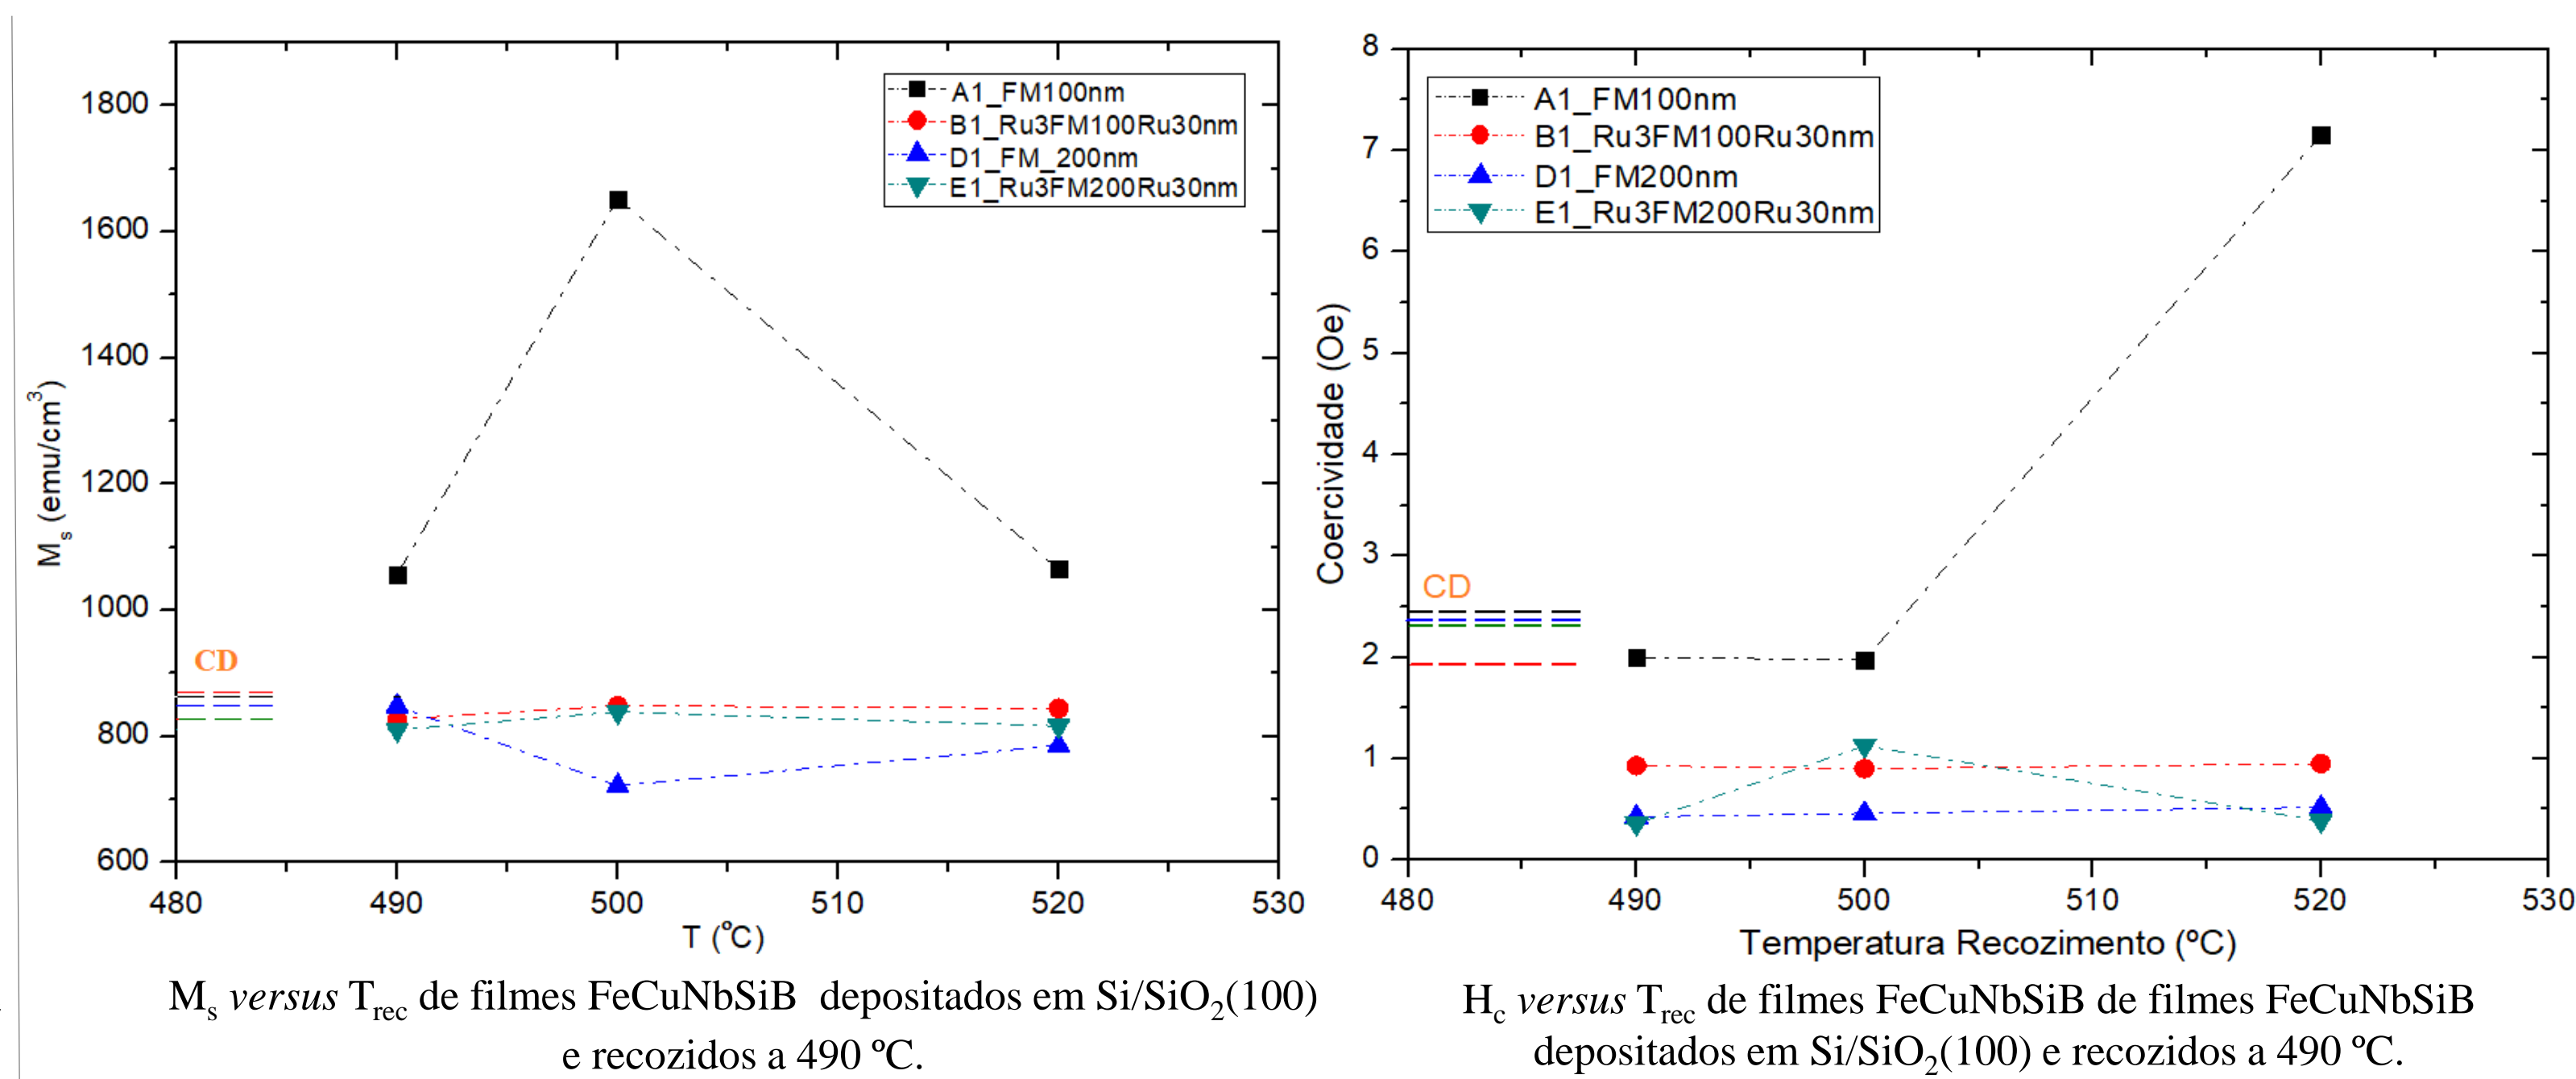 1800
1600
1400
1200
1000
800
600
M_s (emu/cm^3)
A1_FM100nm
B1_Ru3FM100Ru30nm
D1_FM_200nm
E1_Ru3FM200Ru30nm
CD
480 490 500 510 520 530
T (°C)
M_s versus T_rec de filmes FeCuNbSiB depositados em Si/SiO_2(100)
e recozidos a 490 ºC.
8
7
6
5
4
3
2
1
0
Coercividade (Oe)
A1_FM100nm
B1_Ru3FM100Ru30nm
D1_FM200nm
E1_Ru3FM200Ru30nm
CD
480 490 500 510 520 530
Temperatura Recozimento (ºC)
H_c versus T_rec de filmes FeCuNbSiB de filmes FeCuNbSiB
depositados em Si/SiO_2(100) e recozidos a 490 ºC.